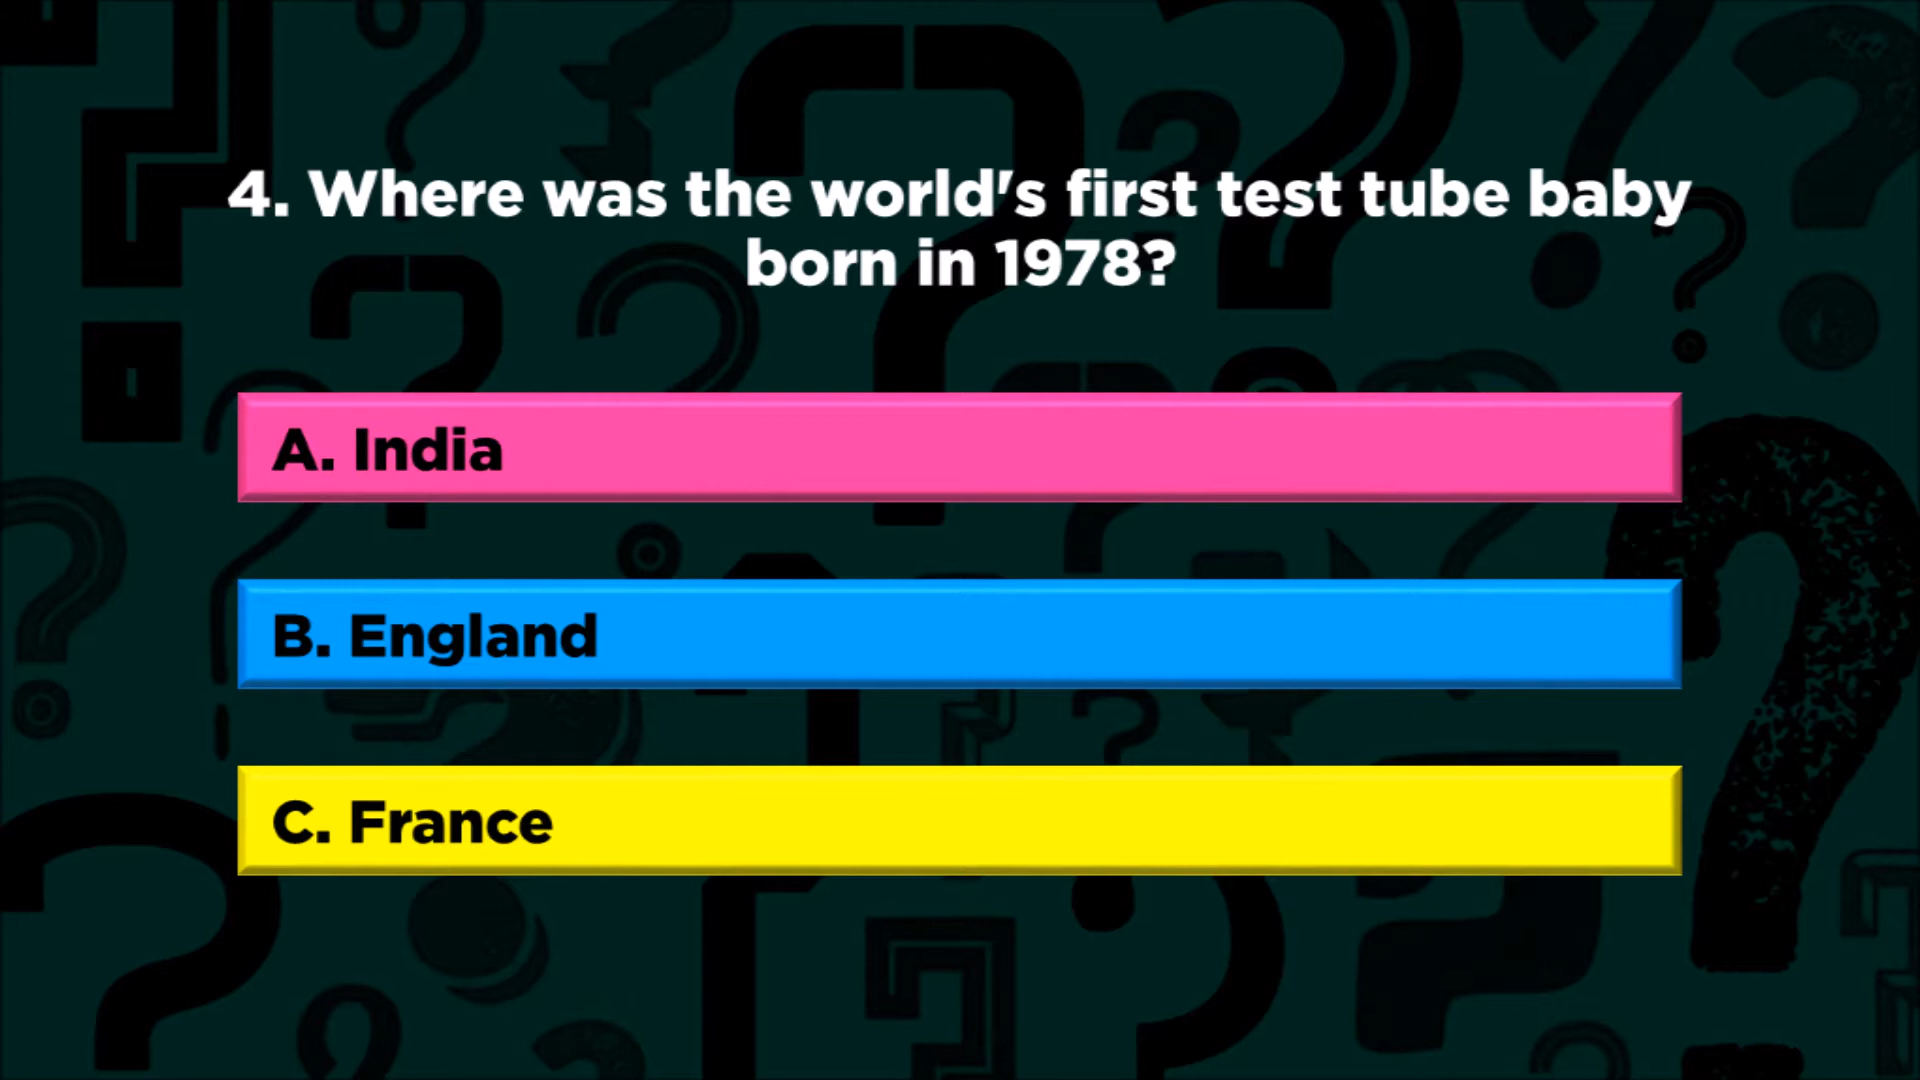 4. Where was the world's first test tube baby
born in 1978?
A. India
B. England
C. France